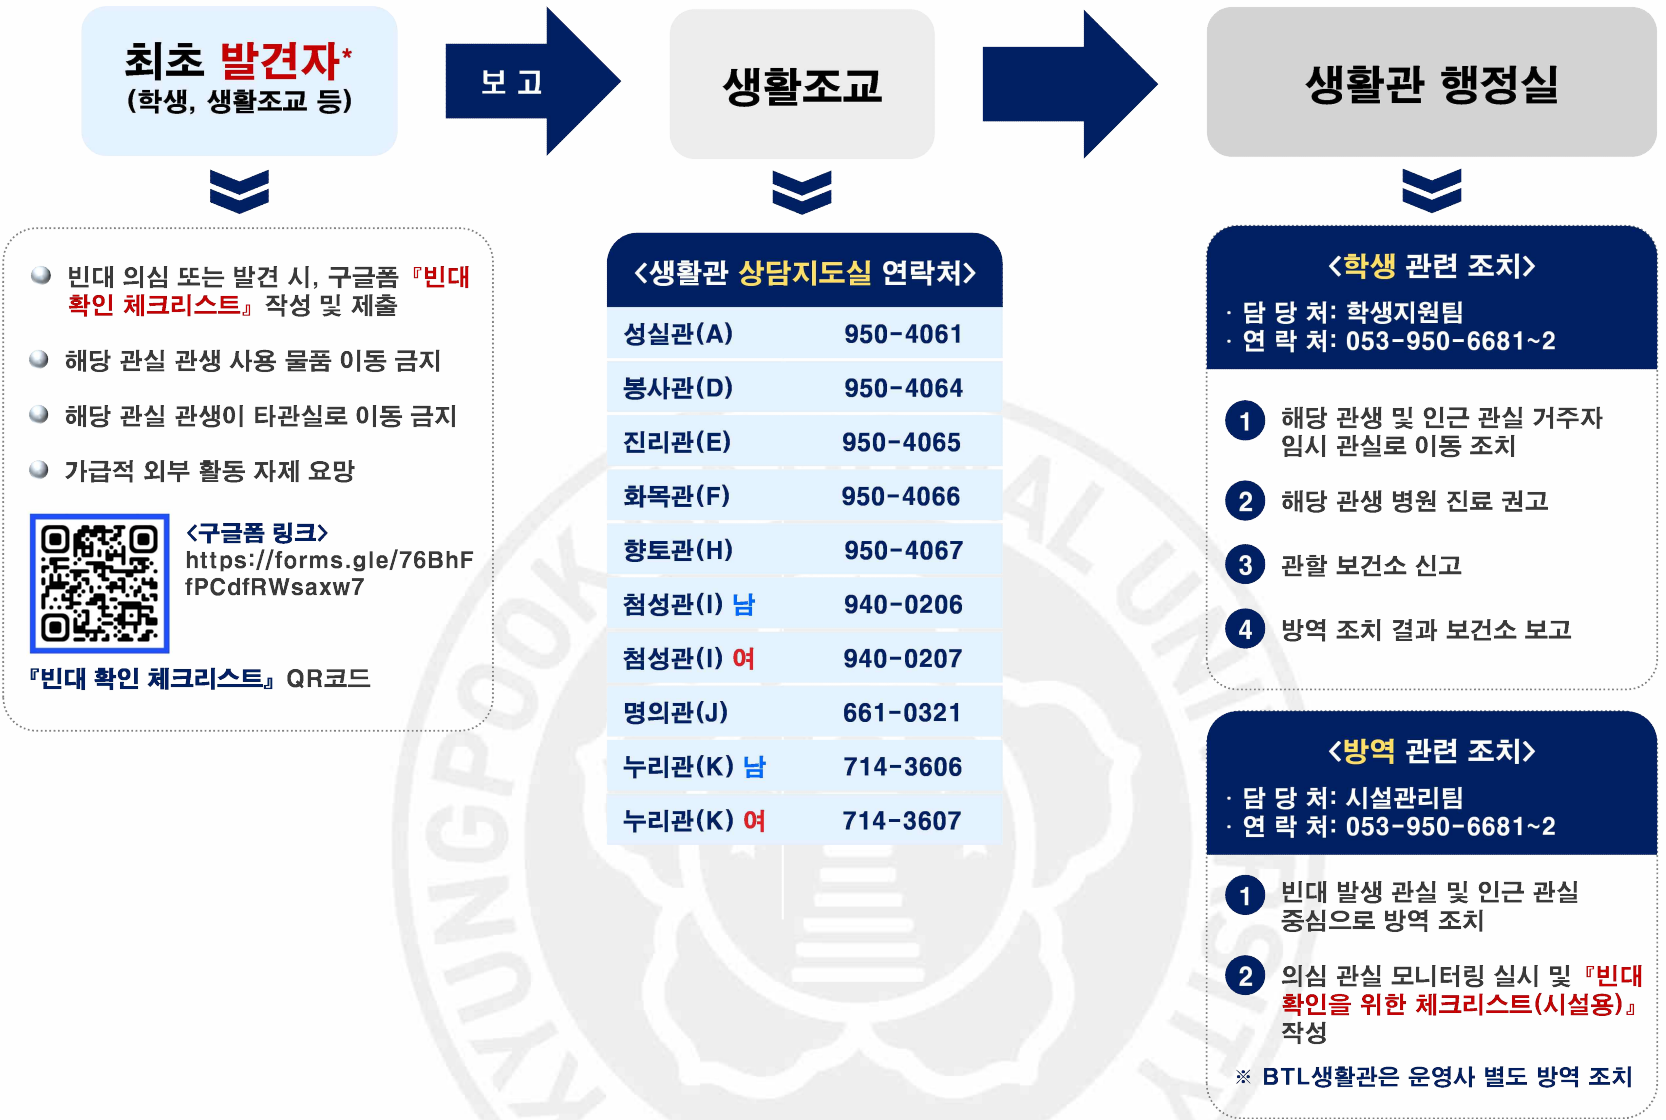 최초 발견자*
(학생, 생활조교 등)
보 고
생활조교
생활관 행정실
빈대 의심 또는 발견 시, 구글폼 『빈대
확인 체크리스트』 작성 및 제출
해당 관실 관생 사용 물품 이동 금지
해당 관실 관생이 타관실로 이동 금지
가급적 외부 활동 자제 요망
<구글폼 링크>
https://forms.gle/76BhF
fPCdfRWsaxw7
『빈대 확인 체크리스트』 QR코드
<생활관 상담지도실 연락처>
성실관(A) 950-4061
봉사관(D) 950-4064
진리관(E) 950-4065
화목관(F) 950-4066
향토관(H) 950-4067
첨성관(I) 남 940-0206
첨성관(I) 여 940-0207
명의관(J) 661-0321
누리관(K) 남 714-3606
누리관(K) 여 714-3607
<학생 관련 조치>
· 담 당 처: 학생지원팀
· 연 락 처: 053-950-6681~2
1 해당 관생 및 인근 관실 거주자
임시 관실로 이동 조치
2 해당 관생 병원 진료 권고
3 관할 보건소 신고
4 방역 조치 결과 보건소 보고
<방역 관련 조치>
· 담 당 처: 시설관리팀
· 연 락 처: 053-950-6681~2
1 빈대 발생 관실 및 인근 관실
중심으로 방역 조치
2 의심 관실 모니터링 실시 및 『빈대
확인을 위한 체크리스트(시설용)』
작성
※ BTL생활관은 운영사 별도 방역 조치